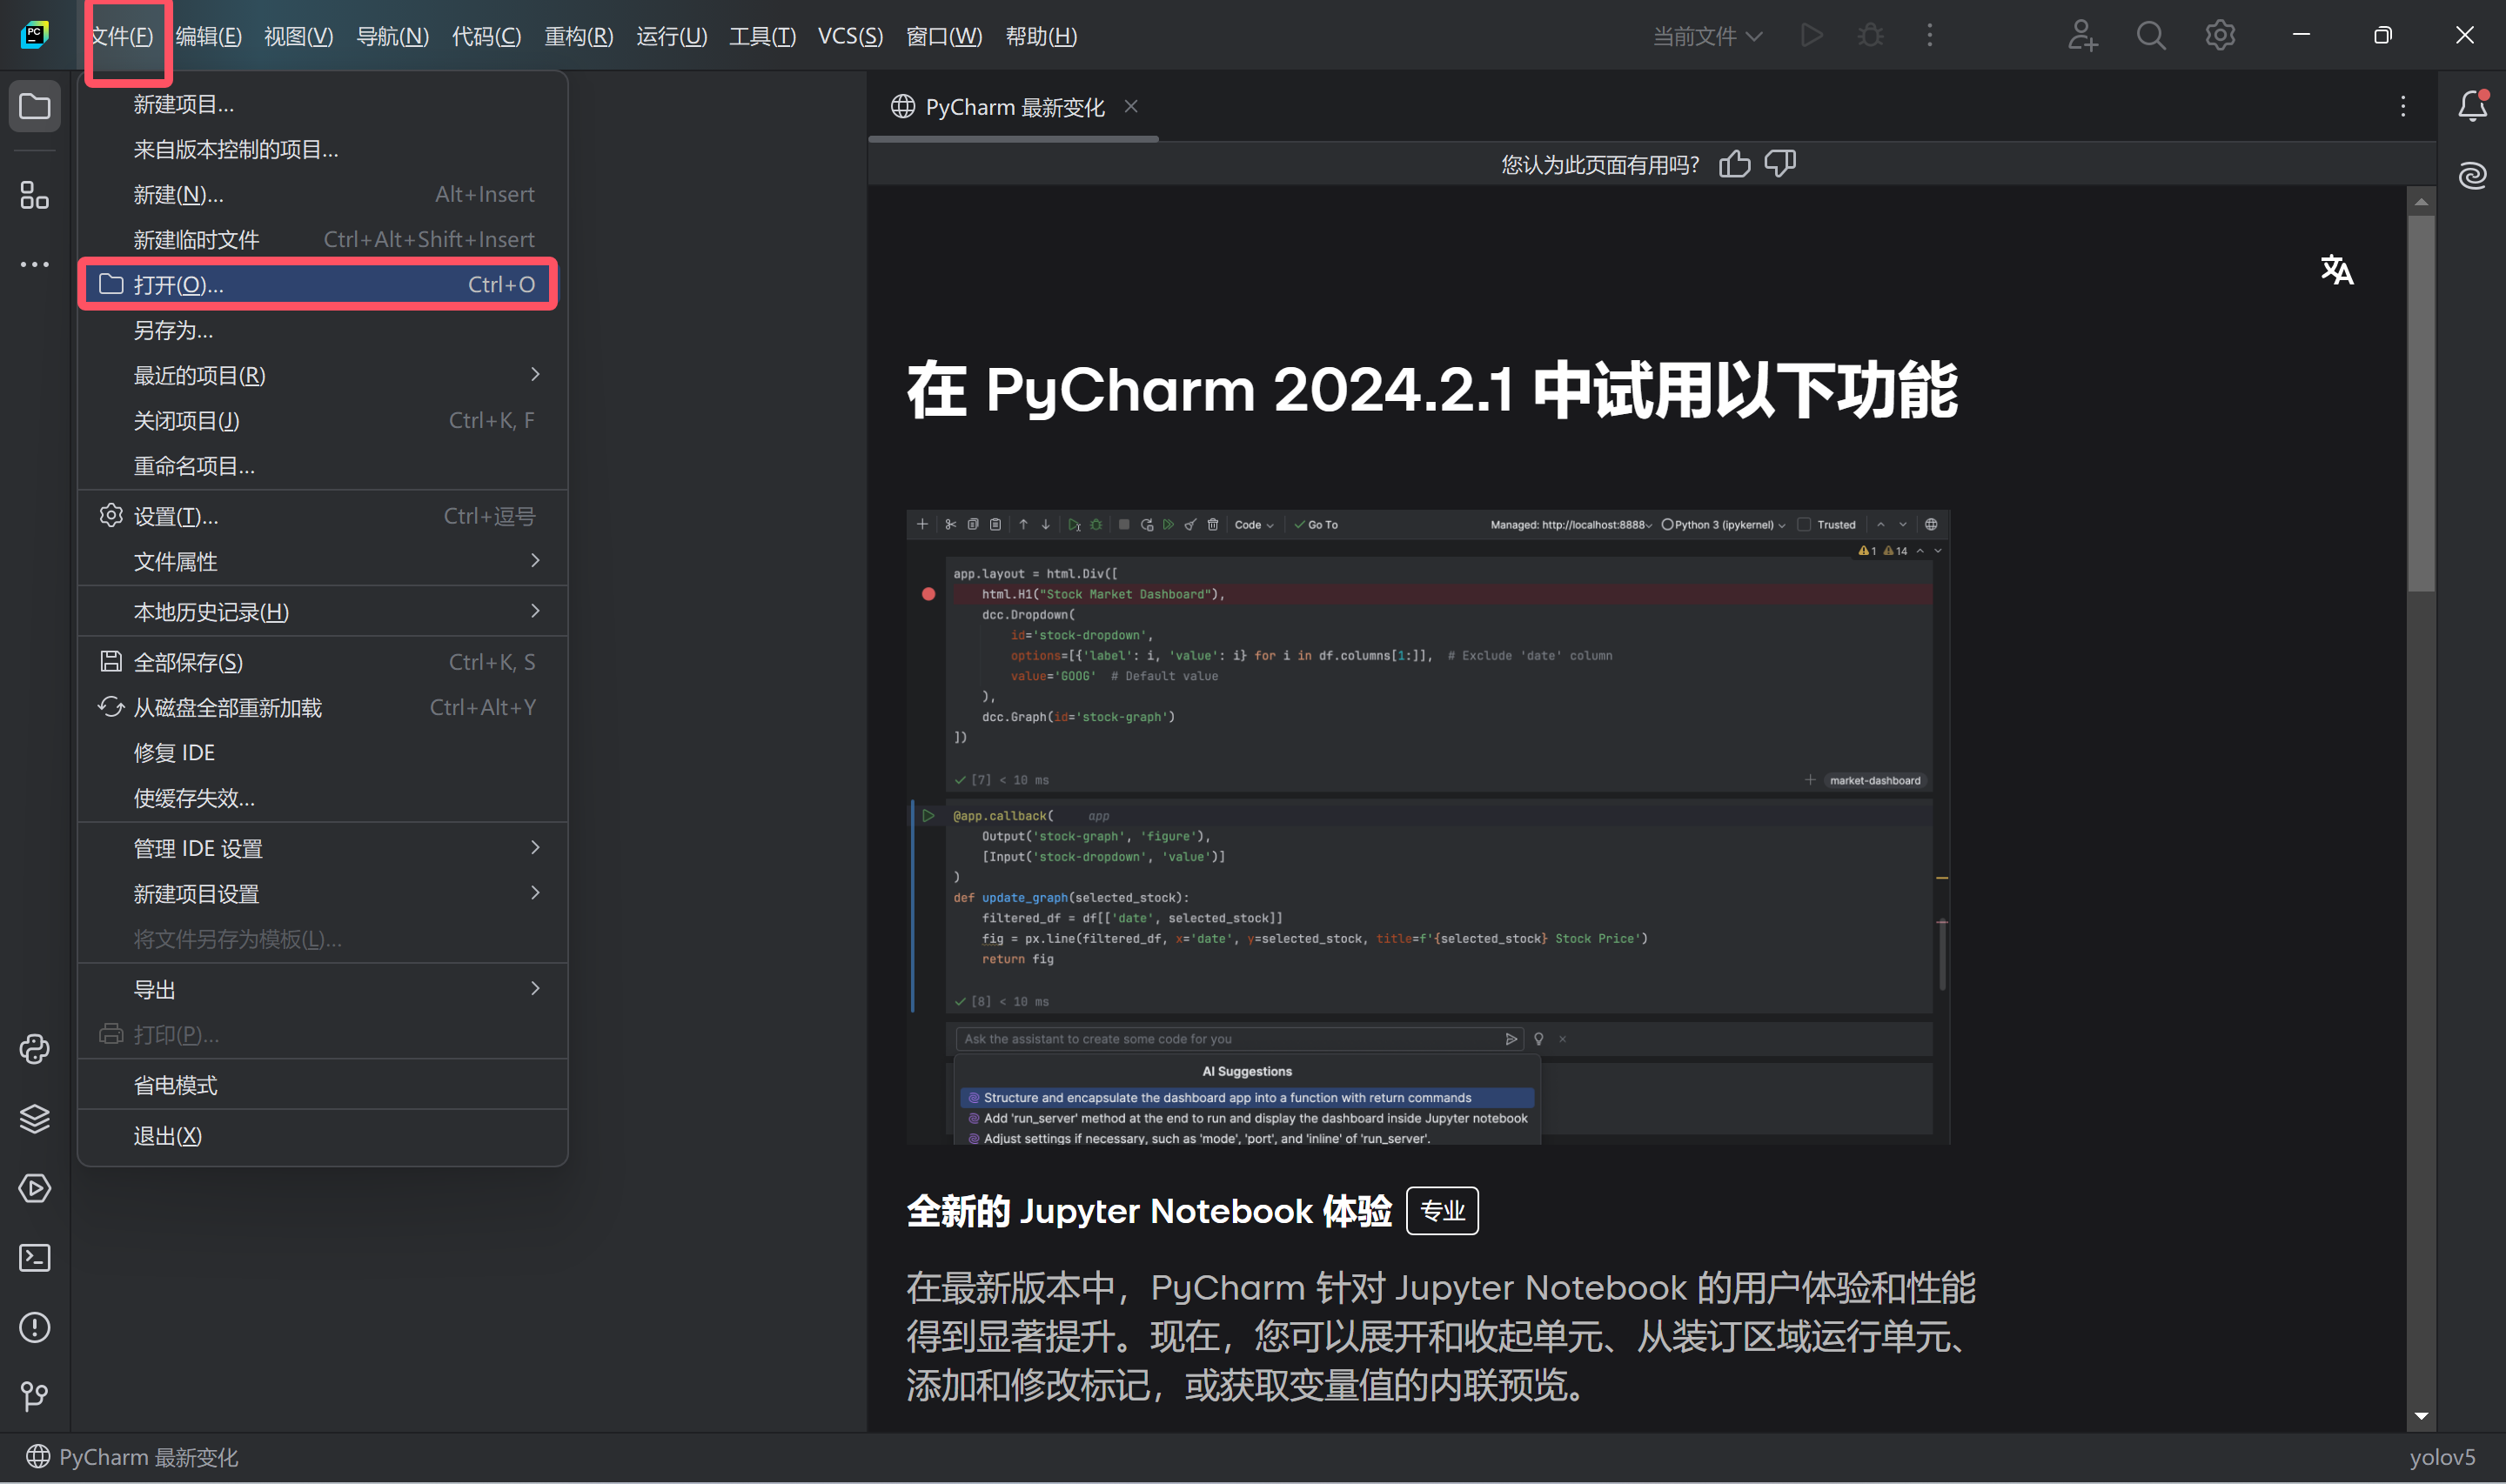 PC
文件(F) 编辑(E) 视图(V) 导航(N) 代码(C) 重构(R) 运行(U) 工具(T) VCS(S) 窗口(W) 帮助(H)
当前文件
新建项目...
来自版本控制的项目...
新建(N)... Alt+Insert
新建临时文件 Ctrl+Alt+Shift+Insert
打开(O)... Ctrl+O
另存为...
最近的项目(R)
关闭项目(J) Ctrl+K, F
重命名项目...
设置(T)... Ctrl+逗号
文件属性
本地历史记录(H)
全部保存(S) Ctrl+K, S
从磁盘全部重新加载 Ctrl+Alt+Y
修复 IDE
使缓存失效...
管理 IDE 设置
新建项目设置
将文件另存为模板(L)...
导出
打印(P)...
省电模式
退出(X)
PyCharm 最新变化
您认为此页面有用吗?
在 PyCharm 2024.2.1 中试用以下功能
Code Go To Managed: http://localhost:8888 Python 3 (ipykernel) Trusted
1 14
app.layout = html.Div([
html.H1("Stock Market Dashboard"),
dcc.Dropdown(
id='stock-dropdown',
options=[{'label': i, 'value': i} for i in df.columns[1:]], # Exclude 'date' column
value='GOOG' # Default value
),
dcc.Graph(id='stock-graph')
])
[7] < 10 ms
market-dashboard
@app.callback( app
Output('stock-graph', 'figure'),
[Input('stock-dropdown', 'value')]
)
def update_graph(selected_stock):
filtered_df = df[['date', selected_stock]]
fig = px.line(filtered_df, x='date', y=selected_stock, title=f'{selected_stock} Stock Price')
return fig
[8] < 10 ms
Ask the assistant to create some code for you
AI Suggestions
Structure and encapsulate the dashboard app into a function with return commands
Add 'run_server' method at the end to run and display the dashboard inside Jupyter notebook
Adjust settings if necessary, such as 'mode', 'port', and 'inline' of 'run_server'.
全新的 Jupyter Notebook 体验 专业
在最新版本中，PyCharm 针对 Jupyter Notebook 的用户体验和性能
得到显著提升。现在，您可以展开和收起单元、从装订区域运行单元、
添加和修改标记，或获取变量值的内联预览。
PyCharm 最新变化
yolov5